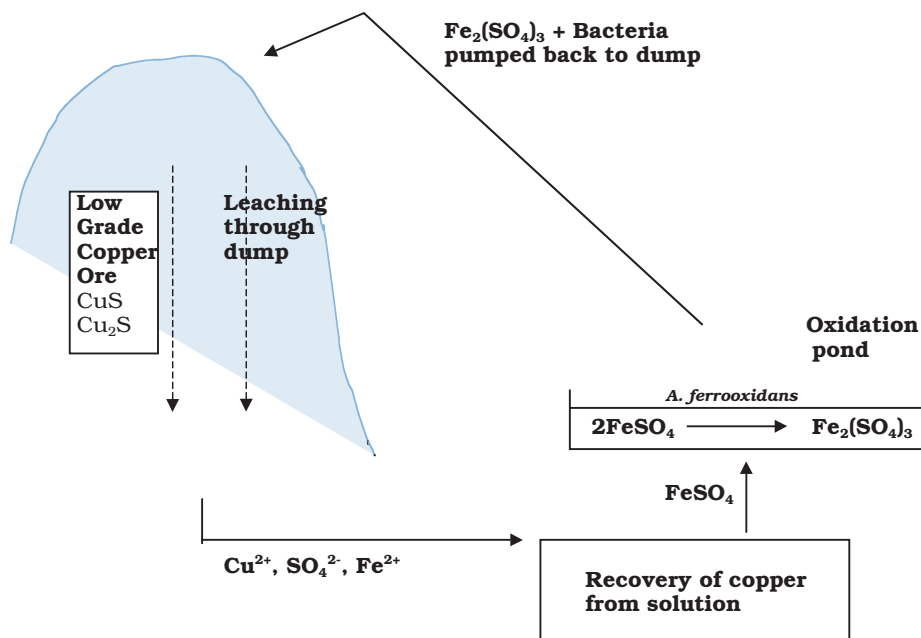 Fe₂(SO₄)₃ + Bacteria
pumped back to dump
Low
Grade
Copper
Ore
CuS
Cu₂S
Leaching
through
dump
Oxidation
pond
A. ferrooxidans
2FeSO₄
Fe₂(SO₄)₃
FeSO₄
Cu²⁺, SO₄²⁻, Fe²⁺
Recovery of copper
from solution